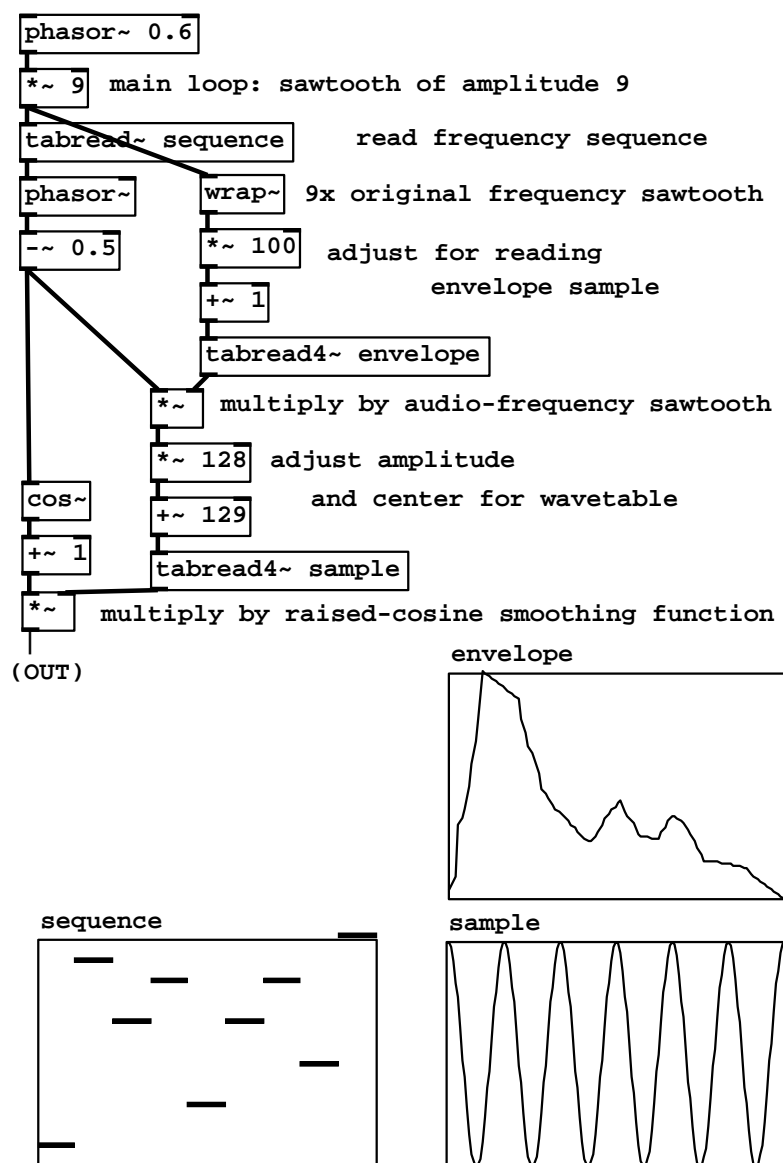 phasor~ 0.6
*~ 9 main loop: sawtooth of amplitude 9
tabread~ sequence read frequency sequence
phasor~ wrap~ 9x original frequency sawtooth
-~ 0.5 *~ 100 adjust for reading
+~ 1 envelope sample
tabread4~ envelope
*~ multiply by audio-frequency sawtooth
*~ 128 adjust amplitude
cos~ +~ 129 and center for wavetable
+~ 1 tabread4~ sample
*~ multiply by raised-cosine smoothing function
(OUT)
envelope
sequence sample